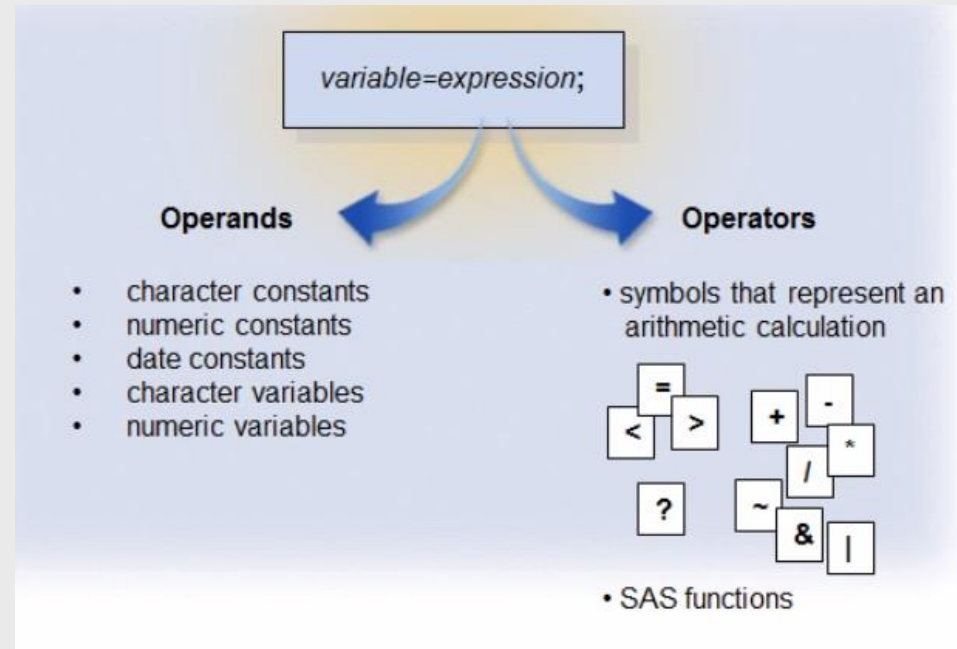 variable=expression;
Operands
• character constants
• numeric constants
• date constants
• character variables
• numeric variables
Operators
• symbols that represent an
arithmetic calculation
=
< >
+ -
*
/
? ~
&
|
• SAS functions